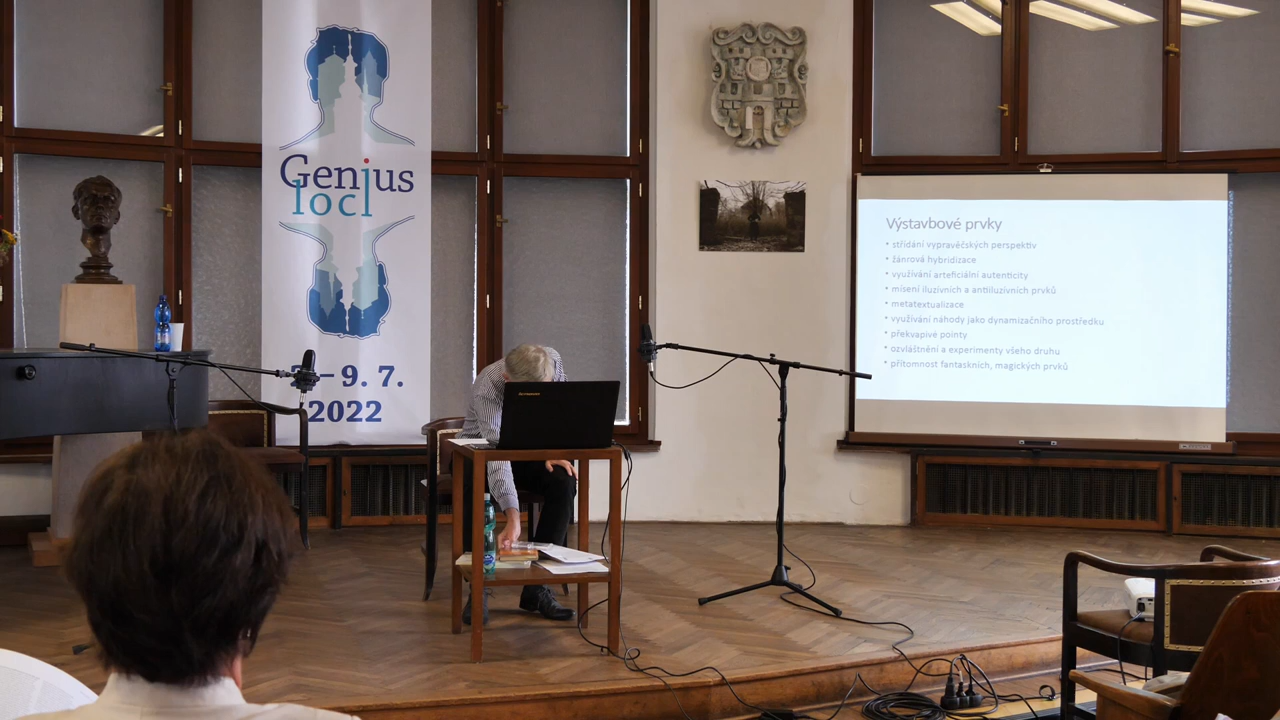 Genius
loci
– 9. 7.
2022
Výstavbové prvky
• střídání vypravěčských perspektiv
• žánrová hybridizace
• využívání arteficiální autenticity
• mísení iluzivních a antiiluzivních prvků
• metatextualizace
• využívání náhody jako dynamizačního prostředku
• překvapivé pointy
• ozvláštnění a experimenty všeho druhu
• přítomnost fantaskních, magických prvků